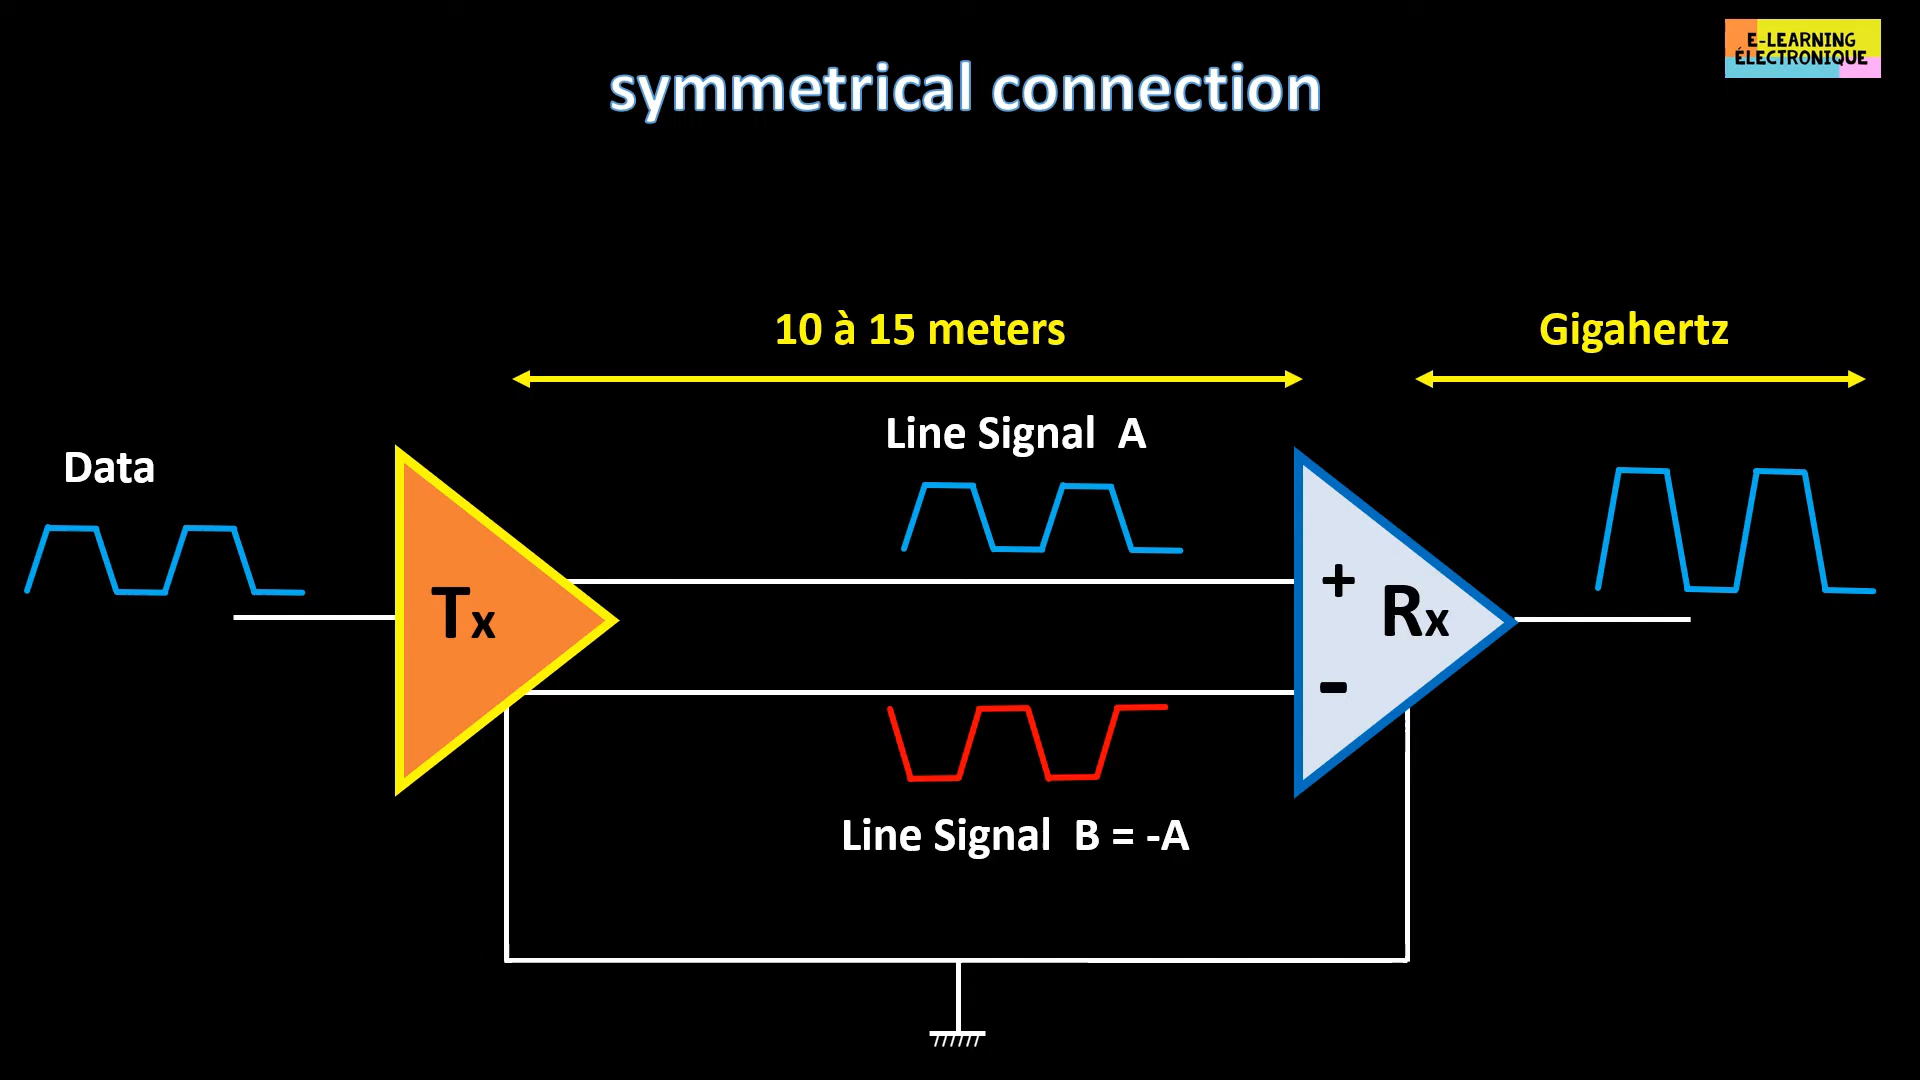 E-LEARNING
ÉLECTRONIQUE
symmetrical connection
10 à 15 meters
Gigahertz
Line Signal A
Data
Tx
+
Rx
-
Line Signal B = -A